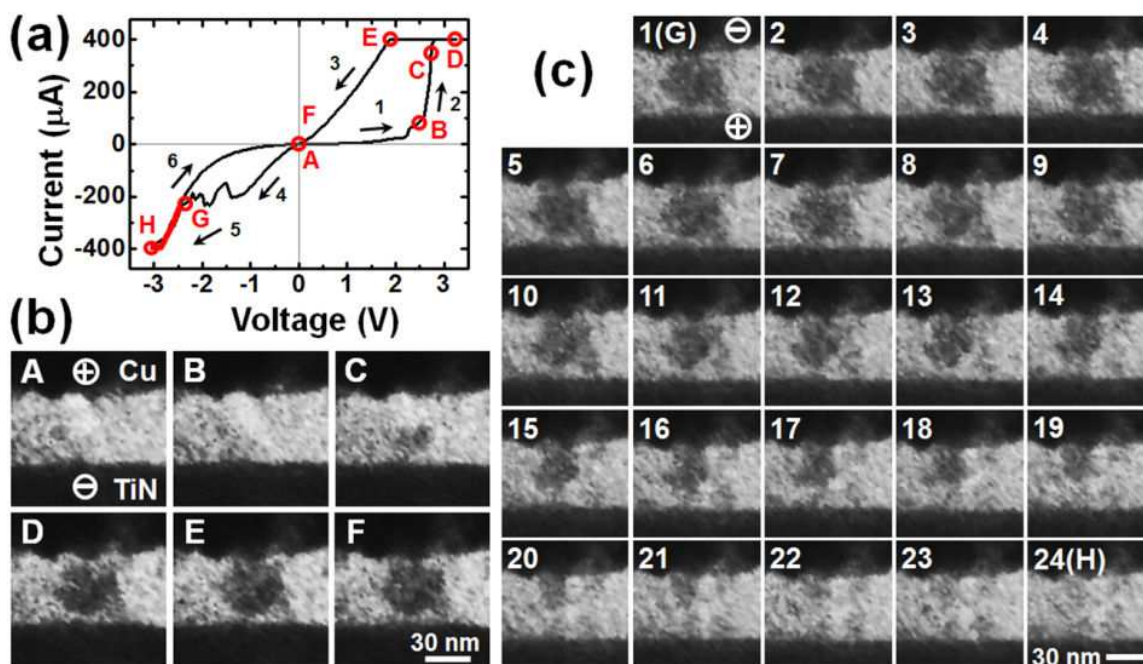 (a)
400
200
0
-200
-400
Current (μA)
-3 -2 -1 0 1 2 3
Voltage (V)
E
D
C
B
F
A
G
H
1
2
3
4
5
6
(b)
A ⊕ Cu
⊖ TiN
B
C
D
E
F
30 nm
(c)
1(G) ⊖
⊕
2
3
4
5
6
7
8
9
10
11
12
13
14
15
16
17
18
19
20
21
22
23
24(H)
30 nm